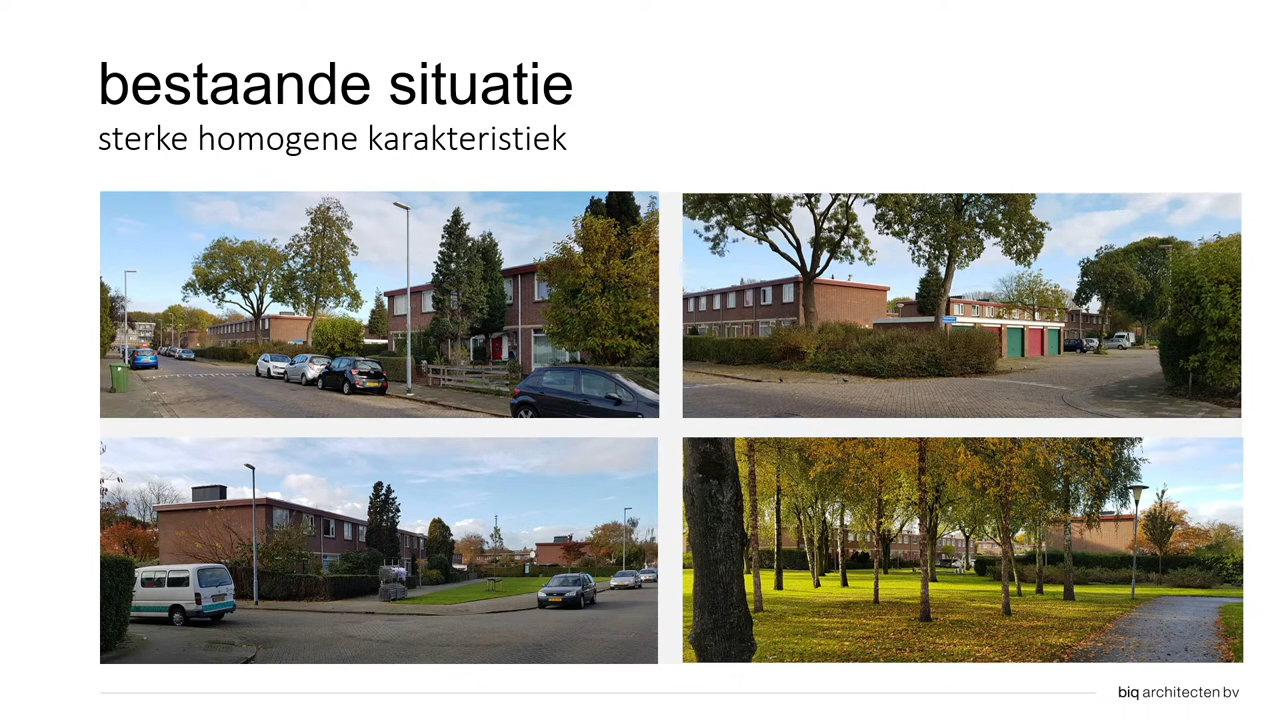 bestaande situatie
sterke homogene karakteristiek
biq architecten bv